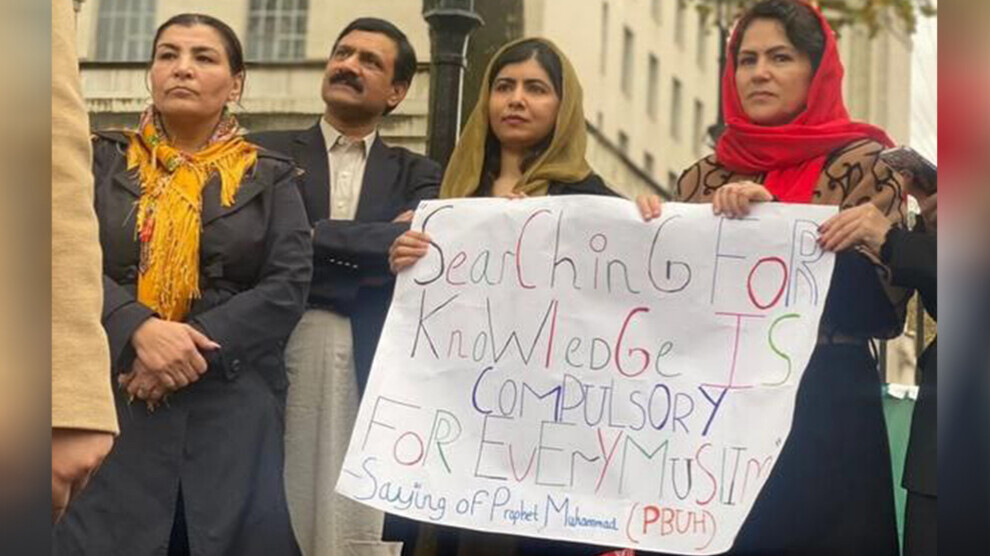 "SearChinG FOR
KnoWlEdGe IS
COMPULSORY
FOR EVEry MUSLIm"
-Saying of Prophet Muhammad (PBUH)